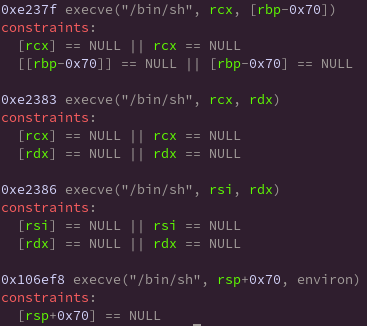 0xe237f execve("/bin/sh", rcx, [rbp-0x70])
constraints:
  [rcx] == NULL || rcx == NULL
  [[rbp-0x70]] == NULL || [rbp-0x70] == NULL

0xe2383 execve("/bin/sh", rcx, rdx)
constraints:
  [rcx] == NULL || rcx == NULL
  [rdx] == NULL || rdx == NULL

0xe2386 execve("/bin/sh", rsi, rdx)
constraints:
  [rsi] == NULL || rsi == NULL
  [rdx] == NULL || rdx == NULL

0x106ef8 execve("/bin/sh", rsp+0x70, environ)
constraints:
  [rsp+0x70] == NULL